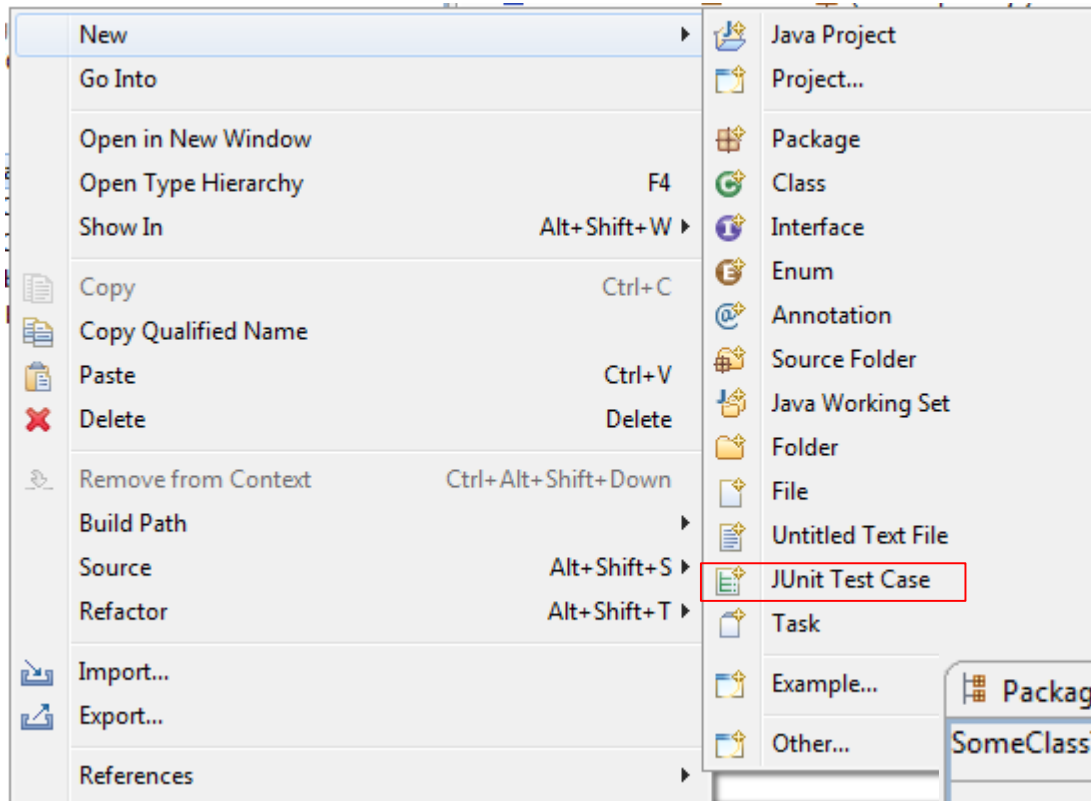 New
Go Into
Open in New Window
Open Type Hierarchy F4
Show In Alt+Shift+W
Copy Ctrl+C
Copy Qualified Name
Paste Ctrl+V
Delete Delete
Remove from Context Ctrl+Alt+Shift+Down
Build Path
Source Alt+Shift+S
Refactor Alt+Shift+T
Import...
Export...
References
Java Project
Project...
Package
Class
Interface
Enum
Annotation
Source Folder
Java Working Set
Folder
File
Untitled Text File
JUnit Test Case
Task
Example...
Other...
Packag
SomeClass